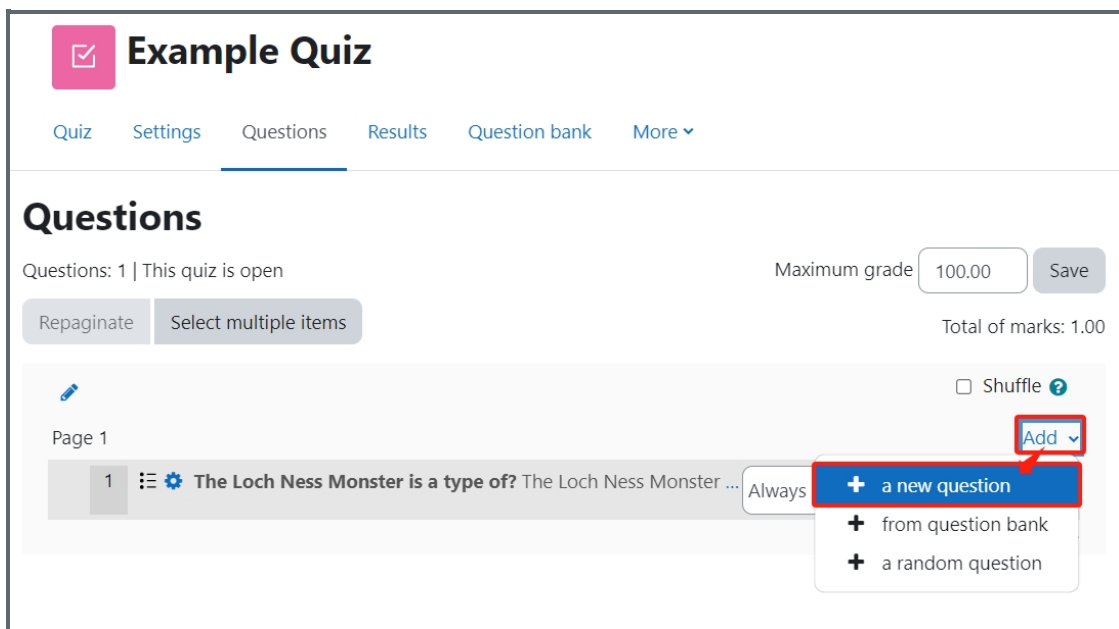 Example Quiz
Quiz Settings Questions Results Question bank More
Questions
Questions: 1 | This quiz is open
Maximum grade 100.00 Save
Repaginate Select multiple items
Total of marks: 1.00
Shuffle ?
Page 1
Add
1 The Loch Ness Monster is a type of? The Loch Ness Monster ... Always
+ a new question
+ from question bank
+ a random question